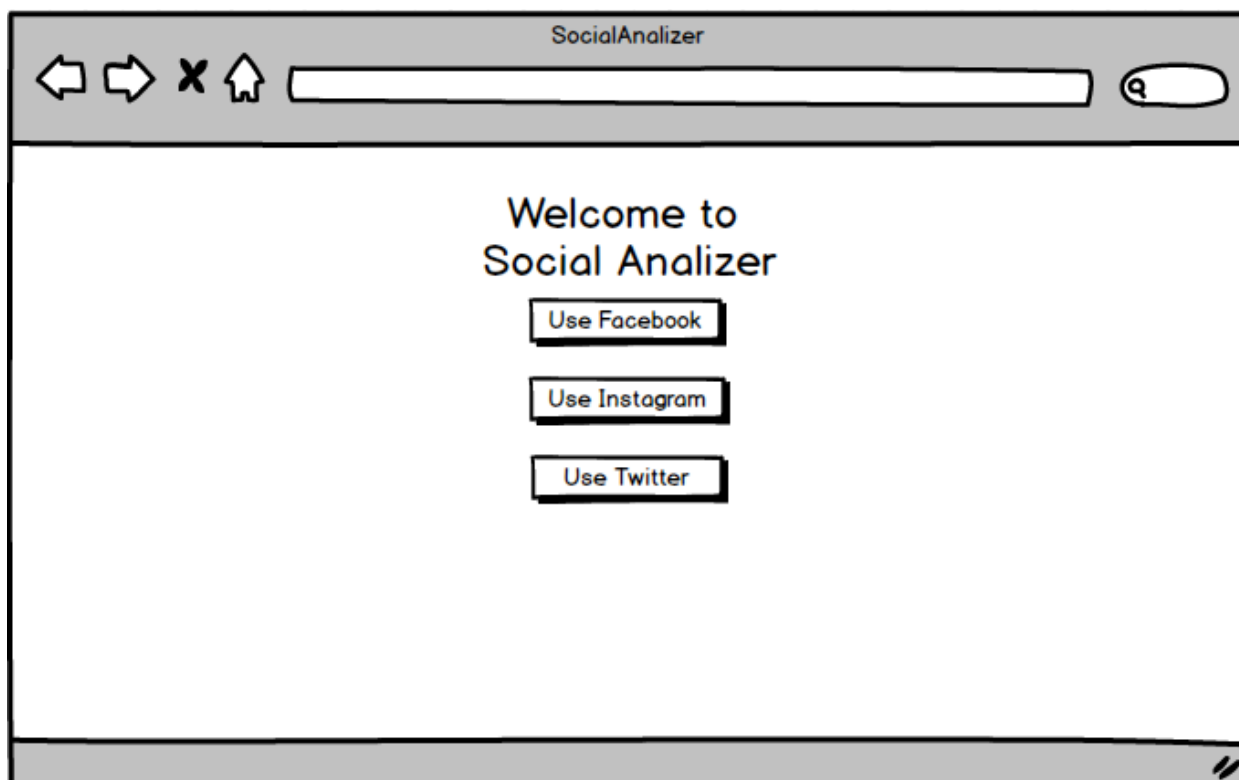 SocialAnalizer
Welcome to
Social Analizer
Use Facebook
Use Instagram
Use Twitter